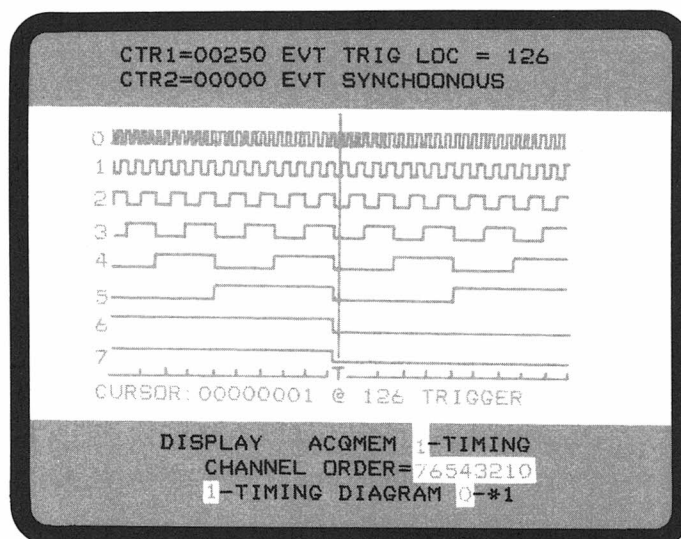 CTR1=00250 EVT TRIG LOC = 126
CTR2=00000 EVT SYNCHOONOUS
0
1
2
3
4
5
6
7
T
CURSOR: 00000001 @ 126 TRIGGER
DISPLAY ACQMEM 1-TIMING
CHANNEL ORDER=76543210
1-TIMING DIAGRAM 0-*1